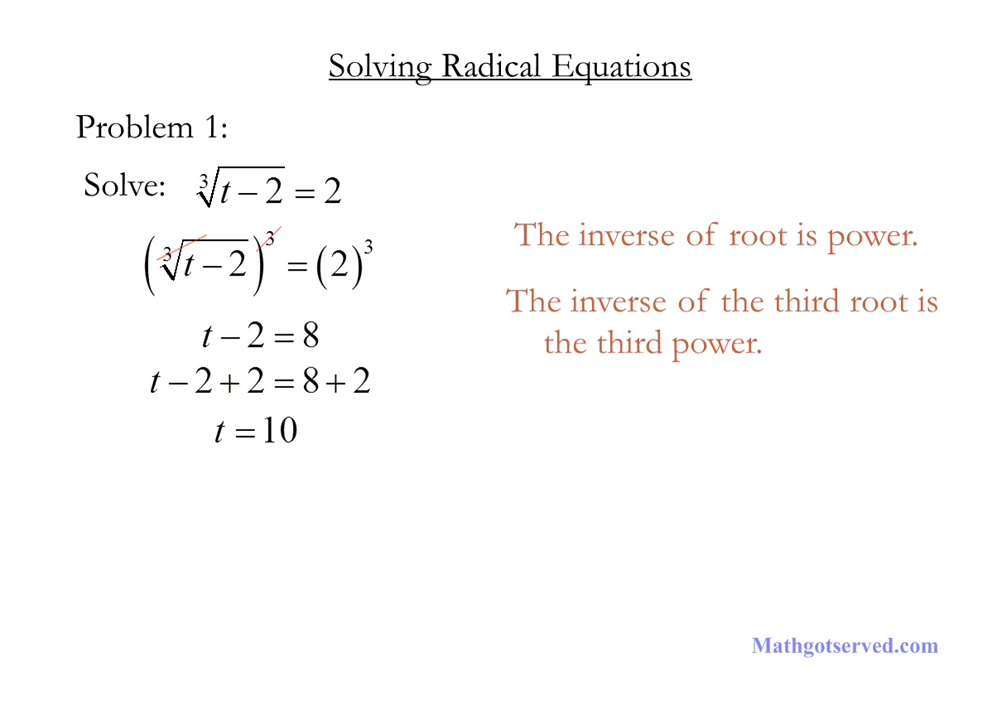 Solving Radical Equations
Problem 1:
Solve: ∛(t − 2) = 2
(∛(t − 2))³ = (2)³
The inverse of root is power.
The inverse of the third root is
the third power.
t − 2 = 8
t − 2 + 2 = 8 + 2
t = 10
Mathgotserved.com